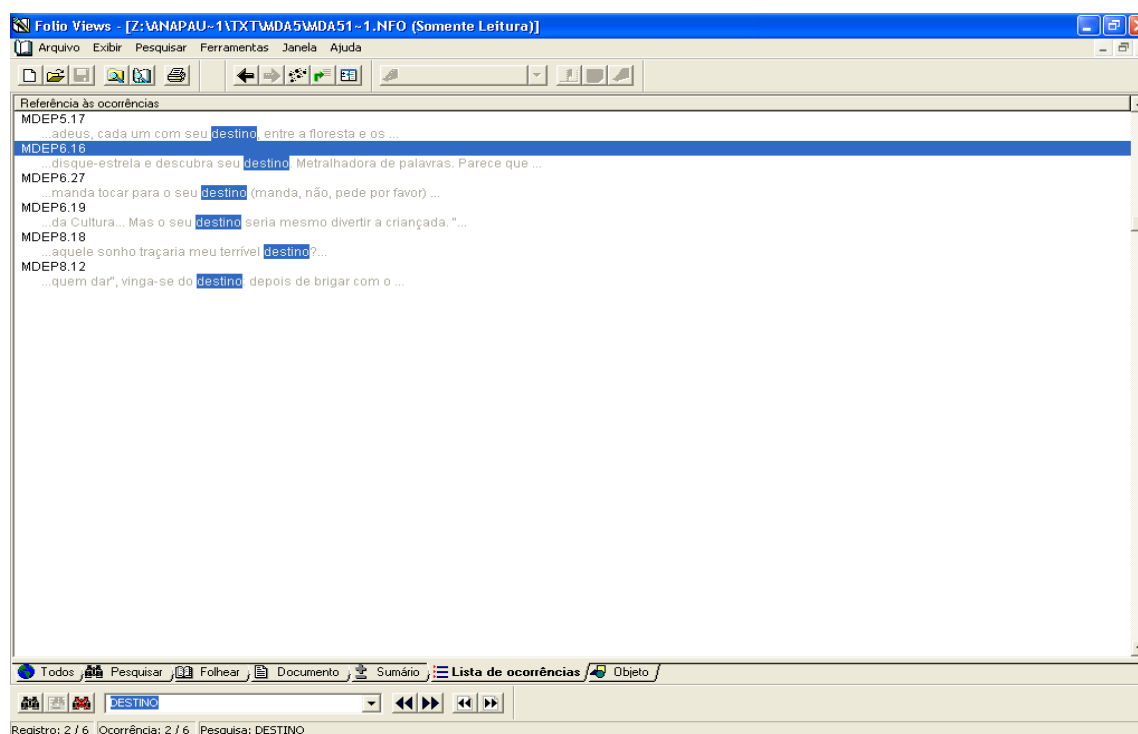 Folio Views - [Z:\ANAPAU~1\TXT\MDA5\MDA51~1.NFO (Somente Leitura)]
Arquivo Exibir Pesquisar Ferramentas Janela Ajuda
Referência às ocorrências
MDEP5.17
...adeus, cada um com seu destino, entre a floresta e os ...
MDEP6.16
...disque-estrela e descubra seu destino. Metralhadora de palavras. Parece que ...
MDEP6.27
...manda tocar para o seu destino (manda, não, pede por favor) ...
MDEP6.19
...da Cultura... Mas o seu destino seria mesmo divertir a criançada. "...
MDEP8.18
...aquele sonho traçaria meu terrível destino?...
MDEP8.12
...quem dar", vinga-se do destino: depois de brigar com o ...
Todos Pesquisar Folhear Documento Sumário Lista de ocorrências Objeto
DESTINO
Registro: 2 / 6 Ocorrência: 2 / 6 Pesquisa: DESTINO